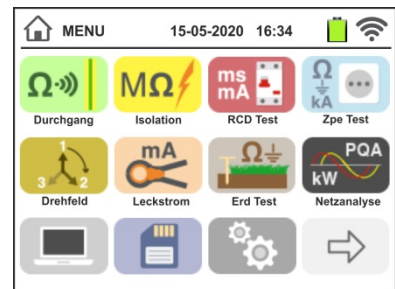 MENU 15-05-2020 16:34
Ω MΩ ms mA Ω kA
Durchgang Isolation RCD Test Zpe Test
1 3 2 mA Ω PQA kW
Drehfeld Leckstrom Erd Test Netzanalyse